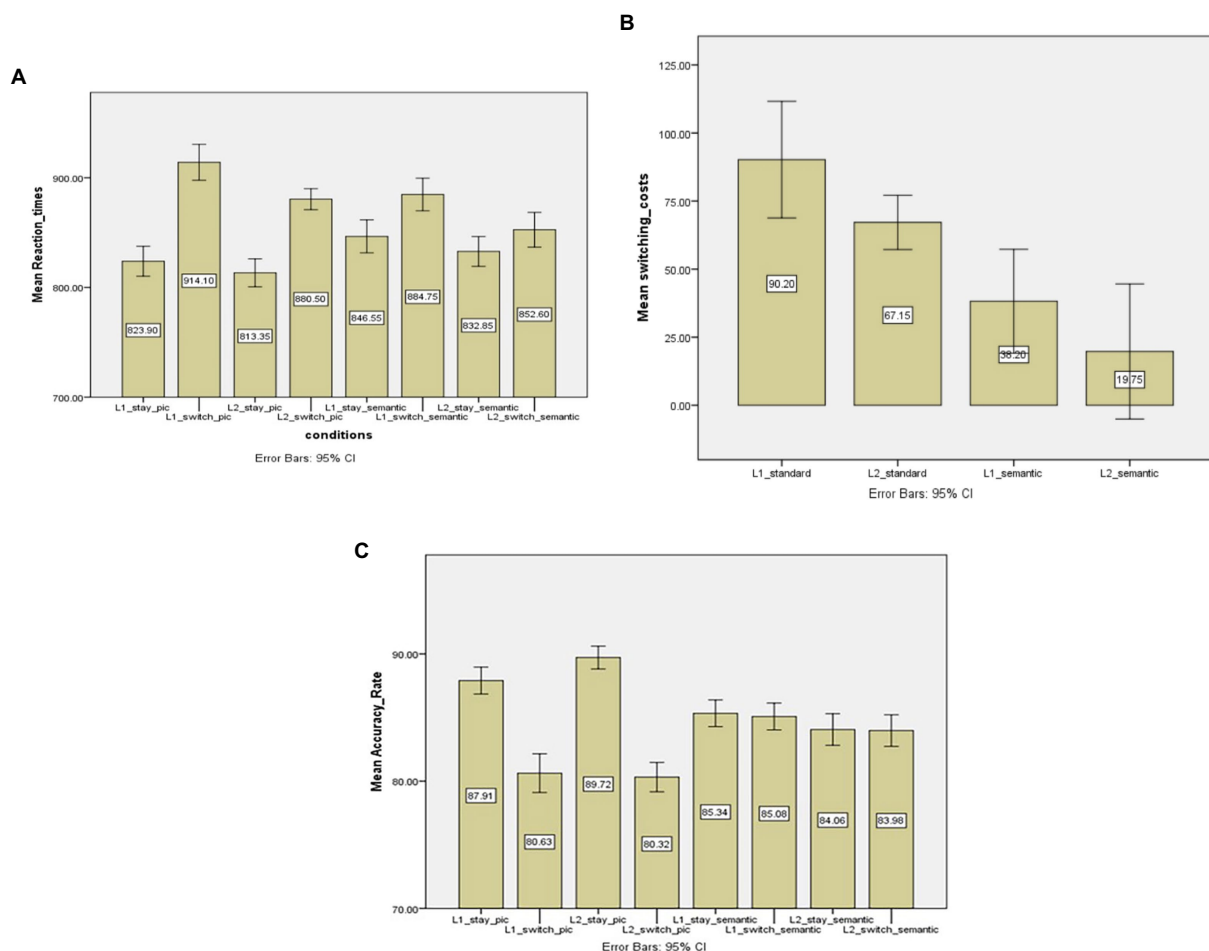 A
Mean Reaction_times
900.00
800.00
700.00
823.90
914.10
813.35
880.50
846.55
884.75
832.85
852.60
L1_stay_pic
L1_switch_pic
L2_stay_pic
L2_switch_pic
L1_stay_semantic
L1_switch_semantic
L2_stay_semantic
L2_switch_semantic
conditions
Error Bars: 95% CI
B
Mean switching_costs
125.00
100.00
75.00
50.00
25.00
0.00
90.20
67.15
38.20
19.75
L1_standard
L2_standard
L1_semantic
L2_semantic
Error Bars: 95% CI
C
Mean Accuracy_Rate
90.00
80.00
70.00
87.91
80.63
89.72
80.32
85.34
85.08
84.06
83.98
L1_stay_pic
L1_switch_pic
L2_stay_pic
L2_switch_pic
L1_stay_semantic
L1_switch_semantic
L2_stay_semantic
L2_switch_semantic
Error Bars: 95% CI